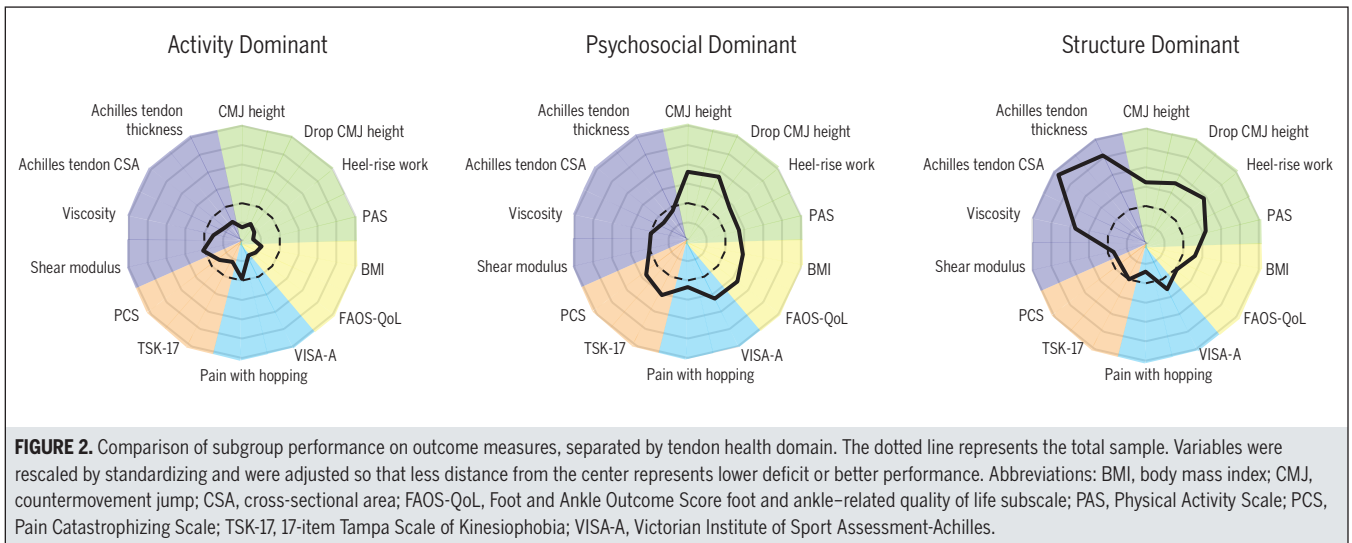 Activity Dominant
Achilles tendon
thickness
CMJ height
Drop CMJ height
Heel-rise work
PAS
BMI
FAOS-QoL
VISA-A
Pain with hopping
TSK-17
PCS
Shear modulus
Viscosity
Achilles tendon CSA
Psychosocial Dominant
Achilles tendon
thickness
CMJ height
Drop CMJ height
Heel-rise work
PAS
BMI
FAOS-QoL
VISA-A
Pain with hopping
TSK-17
PCS
Shear modulus
Viscosity
Achilles tendon CSA
Structure Dominant
Achilles tendon
thickness
CMJ height
Drop CMJ height
Heel-rise work
PAS
BMI
FAOS-QoL
VISA-A
Pain with hopping
TSK-17
PCS
Shear modulus
Viscosity
Achilles tendon CSA
FIGURE 2. Comparison of subgroup performance on outcome measures, separated by tendon health domain. The dotted line represents the total sample. Variables were
rescaled by standardizing and were adjusted so that less distance from the center represents lower deficit or better performance. Abbreviations: BMI, body mass index; CMJ,
countermovement jump; CSA, cross-sectional area; FAOS-QoL, Foot and Ankle Outcome Score foot and ankle–related quality of life subscale; PAS, Physical Activity Scale; PCS,
Pain Catastrophizing Scale; TSK-17, 17-item Tampa Scale of Kinesiophobia; VISA-A, Victorian Institute of Sport Assessment-Achilles.